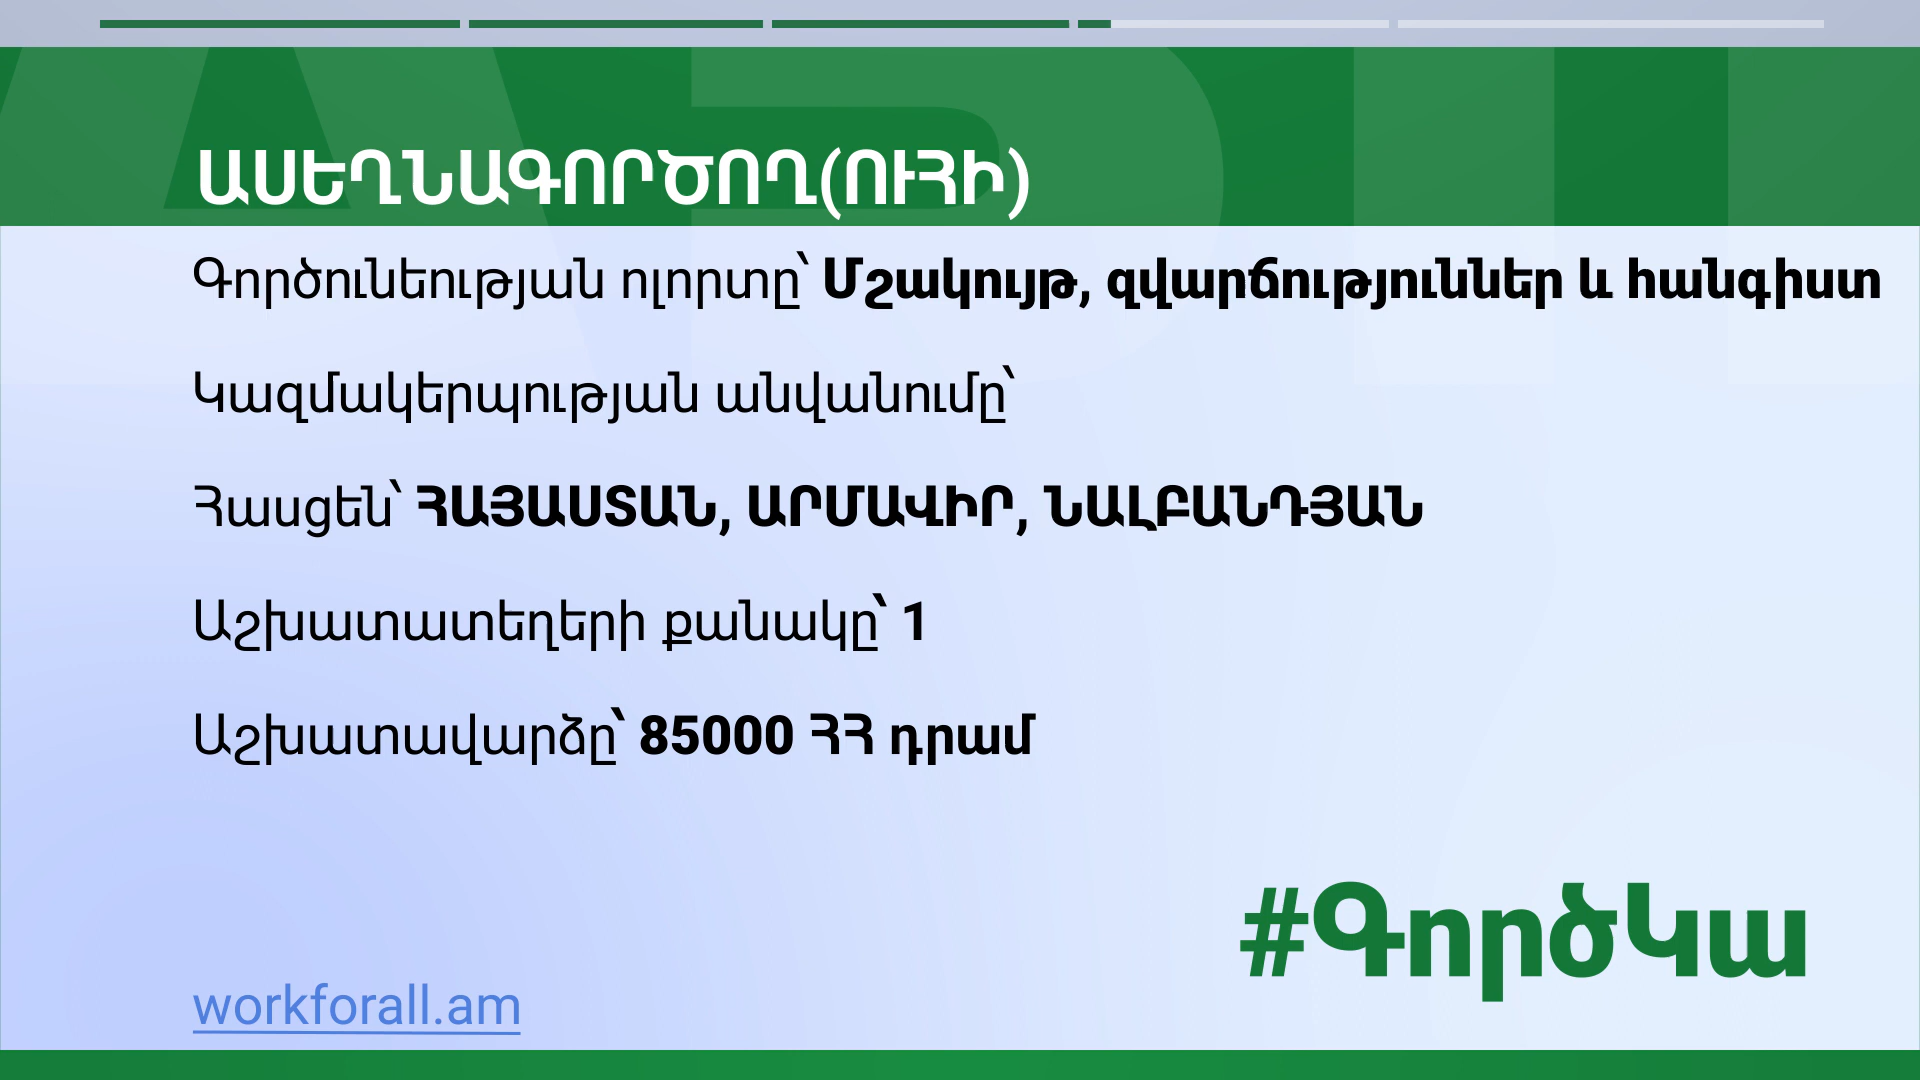 ԱՍԵՂՆԱԳՈՐԾՈՂ(ՈՒՀԻ)
Գործունեության ոլորտը՝ Մշակույթ, զվարճություններ և հանգիստ
Կազմակերպության անվանումը՝
Հասցեն՝ ՀԱՅԱՍՏԱՆ, ԱՐՄԱՎԻՐ, ՆԱԼԲԱՆԴՅԱՆ
Աշխատատեղերի քանակը՝ 1
Աշխատավարձը՝ 85000 ՀՀ դրամ
#ԳործԿա
workforall.am